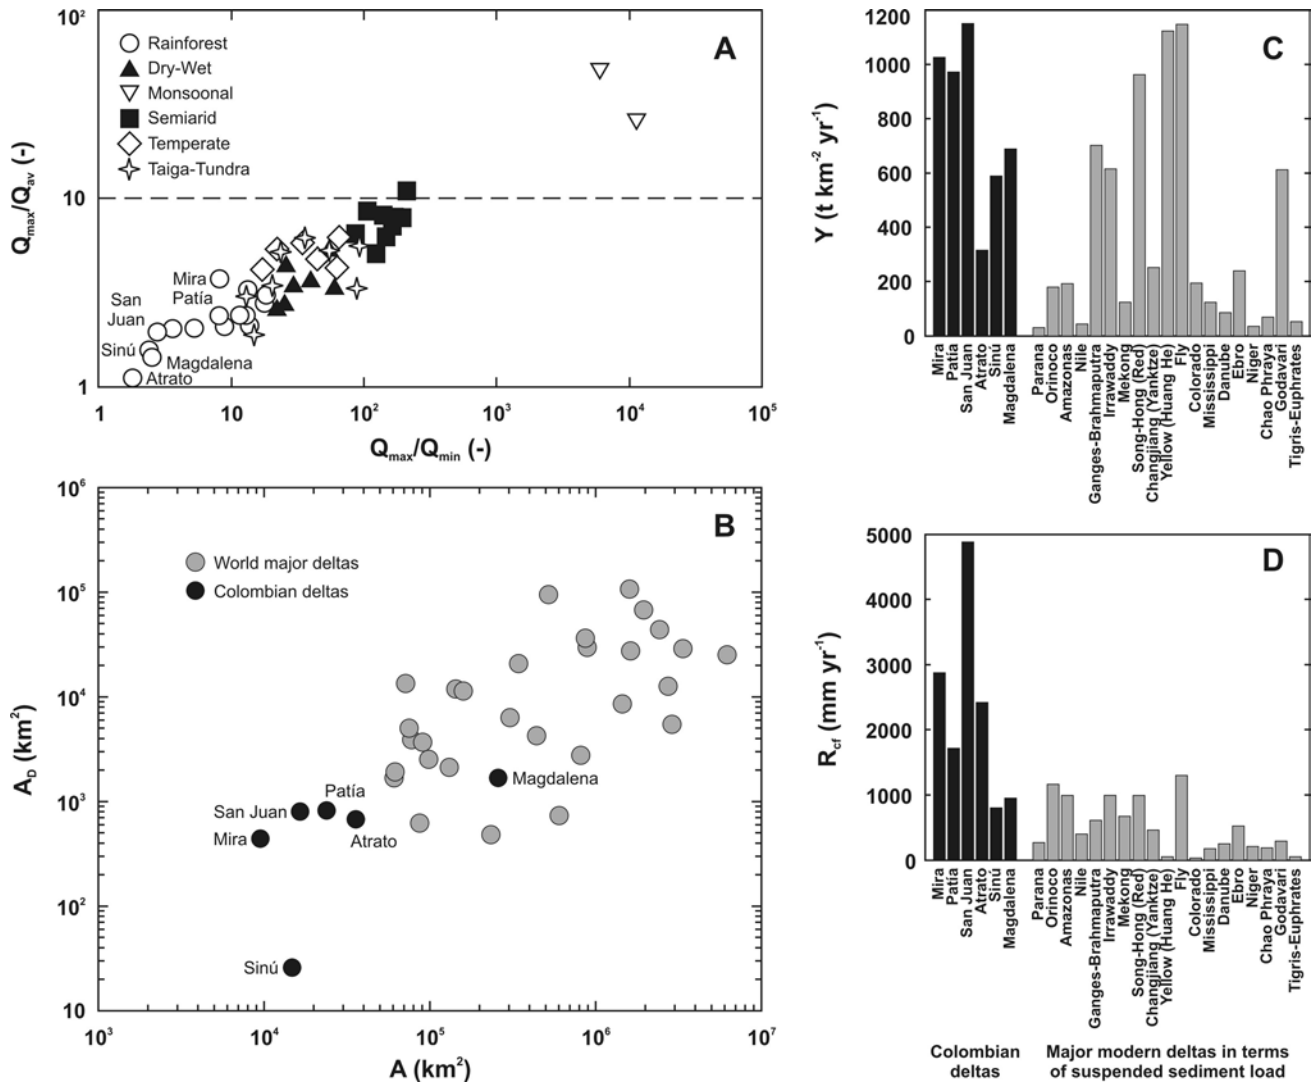 A
10²
10
1
Qmax/Qav (-)
Rainforest
Dry-Wet
Monsoonal
Semiarid
Temperate
Taiga-Tundra
Mira
Patía
San
Juan
Sinú
Magdalena
Atrato
1
10
10²
10³
10⁴
10⁵
Qmax/Qmin (-)
B
10⁶
10⁵
10⁴
10³
10²
10
AD (km²)
World major deltas
Colombian deltas
Magdalena
Patía
San Juan
Atrato
Mira
Sinú
10³
10⁴
10⁵
10⁶
10⁷
A (km²)
C
1200
1000
800
600
400
200
0
Y (t km⁻² yr⁻¹)
Mira
Patía
San Juan
Atrato
Sinú
Magdalena
Parana
Orinoco
Amazonas
Nile
Ganges-Brahmaputra
Irrawaddy
Mekong
Song-Hong (Red)
Changjiang (Yanktze)
Yellow (Huang He)
Fly
Colorado
Mississippi
Danube
Ebro
Niger
Chao Phraya
Godavari
Tigris-Euphrates
D
5000
4000
3000
2000
1000
0
Rcf (mm yr⁻¹)
Mira
Patía
San Juan
Atrato
Sinú
Magdalena
Parana
Orinoco
Amazonas
Nile
Ganges-Brahmaputra
Irrawaddy
Mekong
Song-Hong (Red)
Changjiang (Yanktze)
Yellow (Huang He)
Fly
Colorado
Mississippi
Danube
Ebro
Niger
Chao Phraya
Godavari
Tigris-Euphrates
Colombian
deltas
Major modern deltas in terms
of suspended sediment load